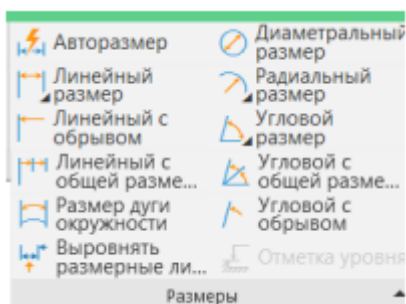 Авторазмер
Диаметральный
размер
Линейный
размер
Радиальный
размер
Линейный с
обрывом
Угловой
размер
Линейный с
общей разме...
Угловой с
общей разме...
Размер дуги
окружности
Угловой с
обрывом
Выровнять
размерные ли...
Отметка уровня
Размеры